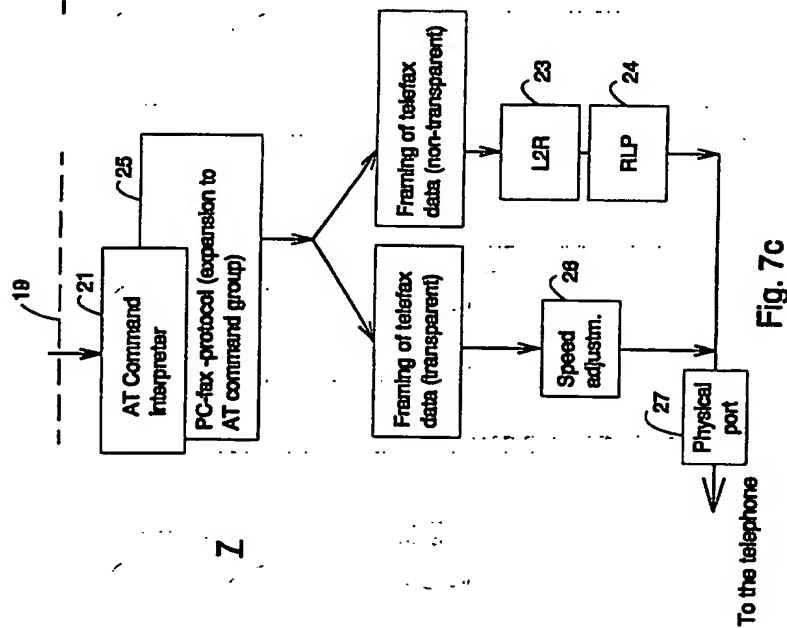 19
21
AT Command
Interpreter
25
PC-fax -protocol (expansion to
AT command group)
Z
Framing of telefax
data (transparent)
Framing of telefax
data (non-transparent)
26
Speed
adjustm.
23
L2R
24
RLP
27
Physical
port
To the telephone
Fig. 7c